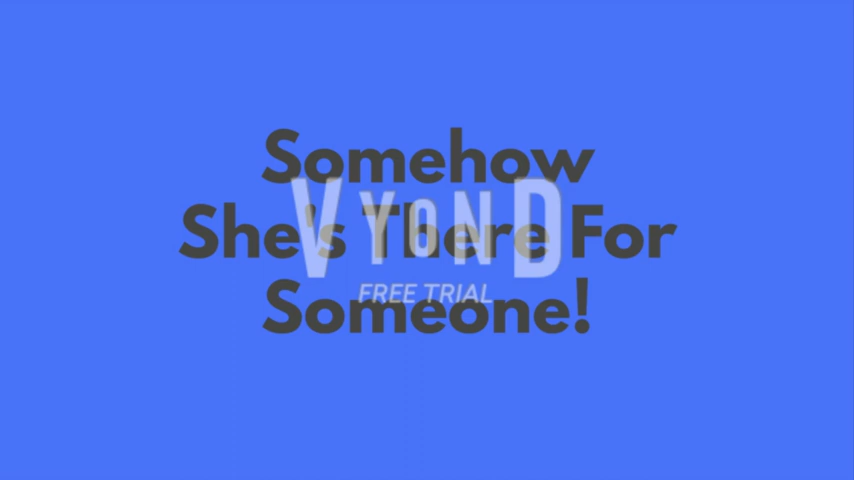 Somehow
She's There For
Someone!
VYOND
FREE TRIAL